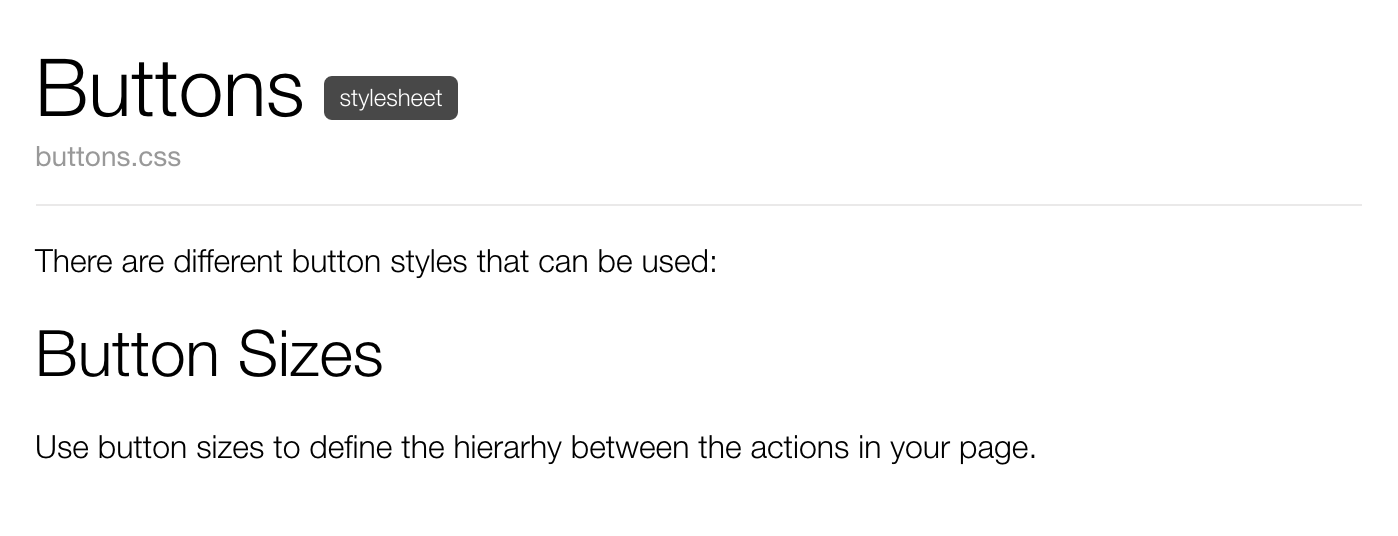 Buttons stylesheet
buttons.css
There are different button styles that can be used:
Button Sizes
Use button sizes to define the hierarhy between the actions in your page.